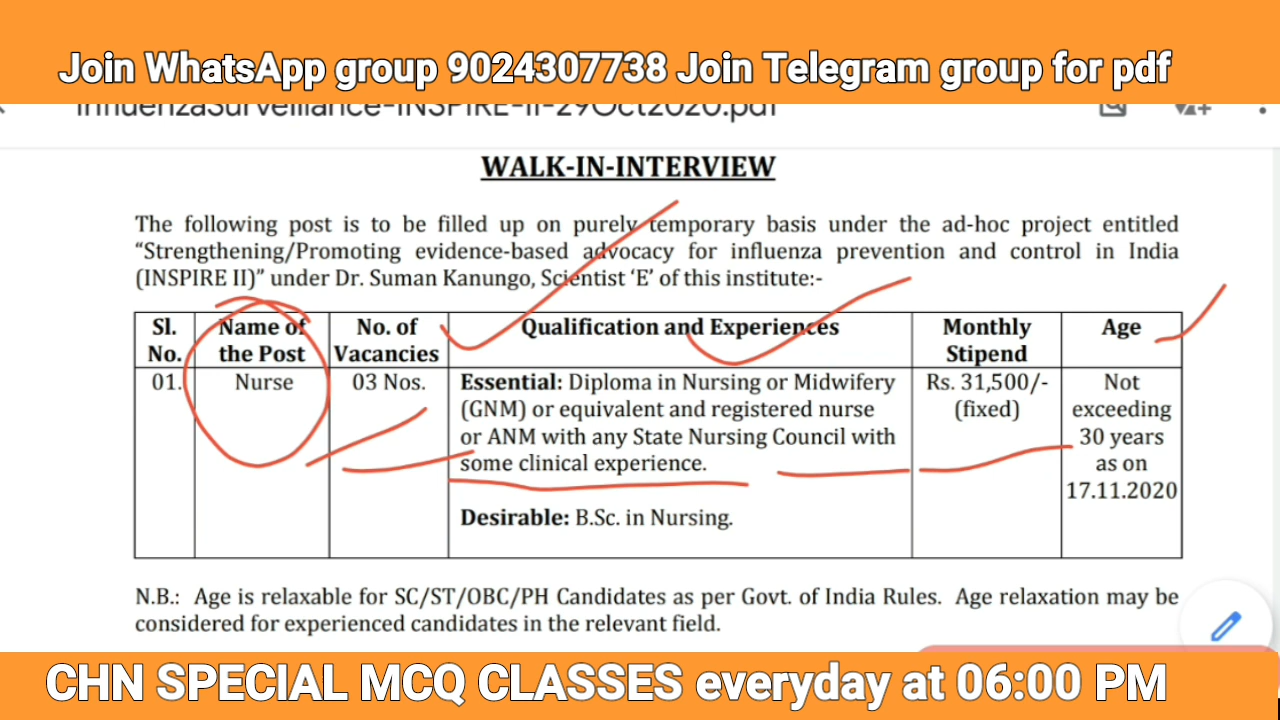 Join WhatsApp group 9024307738 Join Telegram group for pdf
InfluenzaSurveillance-INSPIRE-II-29Oct2020.pdf
WALK-IN-INTERVIEW
The following post is to be filled up on purely temporary basis under the ad-hoc project entitled
“Strengthening/Promoting evidence-based advocacy for influenza prevention and control in India
(INSPIRE II)” under Dr. Suman Kanungo, Scientist ‘E’ of this institute:-
Sl. No.
Name of the Post
No. of Vacancies
Qualification and Experiences
Monthly Stipend
Age
01.
Nurse
03 Nos.
Essential: Diploma in Nursing or Midwifery
(GNM) or equivalent and registered nurse
or ANM with any State Nursing Council with
some clinical experience.
Desirable: B.Sc. in Nursing.
Rs. 31,500/-
(fixed)
Not
exceeding
30 years
as on
17.11.2020
N.B.: Age is relaxable for SC/ST/OBC/PH Candidates as per Govt. of India Rules. Age relaxation may be
considered for experienced candidates in the relevant field.
CHN SPECIAL MCQ CLASSES everyday at 06:00 PM